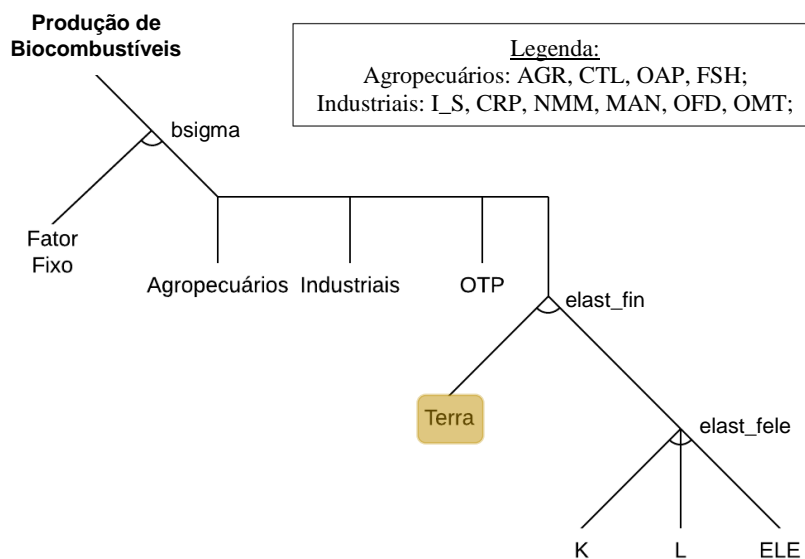 Produção de
Biocombustíveis
Legenda:
Agropecuários: AGR, CTL, OAP, FSH;
Industriais: I_S, CRP, NMM, MAN, OFD, OMT;
bsigma
Fator
Fixo
Agropecuários
Industriais
OTP
elast_fin
Terra
elast_fele
K
L
ELE